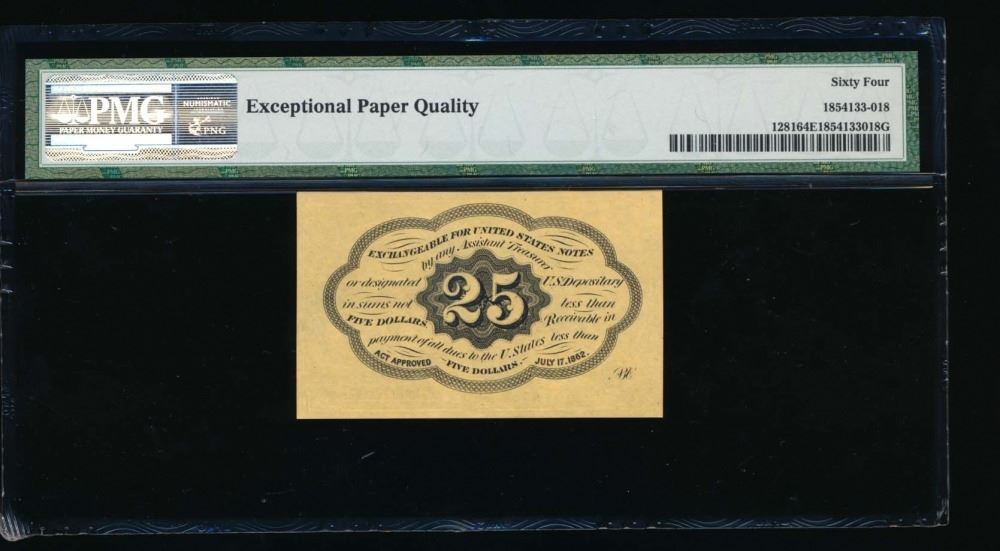 PMG
PAPER MONEY GUARANTY
NUMISMATIC
PNG
Exceptional Paper Quality
Sixty Four
1854133-018
128164E1854133018G
EXCHANGEABLE FOR UNITED STATES NOTES
by any Assistant Treasurer
or designated U.S. Depositary
in sums not less than
FIVE DOLLARS. Receivable in
payment of all dues to the U. States less than
FIVE DOLLARS.
25
ACT APPROVED JULY 17, 1862